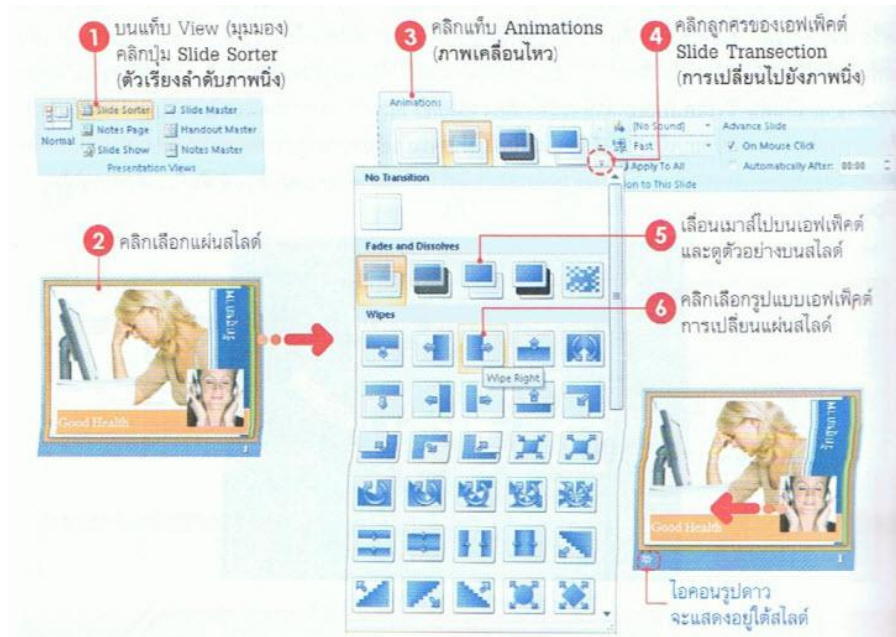 1 บนแท็บ View (มุมมอง)
คลิกปุ่ม Slide Sorter
(ตัวเรียงลำดับภาพนิ่ง)
Normal
Slide Sorter
Slide Master
Notes Page
Handout Master
Slide Show
Notes Master
Presentation Views
2 คลิกเลือกแผ่นสไลด์
Good Health
1
3 คลิกแท็บ Animations
(ภาพเคลื่อนไหว)
4 คลิกลูกศรของเอฟเฟ็คต์
Slide Transection
(การเปลี่ยนไปยังภาพนิ่ง)
Animations
[No Sound]
Advance Slide
Fast
On Mouse Click
Apply To All
Automatically After: 00:00
on to This Slide
No Transition
Fades and Dissolves
Wipes
Wipe Right
5 เลื่อนเมาส์ไปบนเอฟเฟ็คต์
และดูตัวอย่างบนสไลด์
6 คลิกเลือกรูปแบบเอฟเฟ็คต์
การเปลี่ยนแผ่นสไลด์
Good Health
1
ไอคอนรูปดาว
จะแสดงอยู่ใต้สไลด์